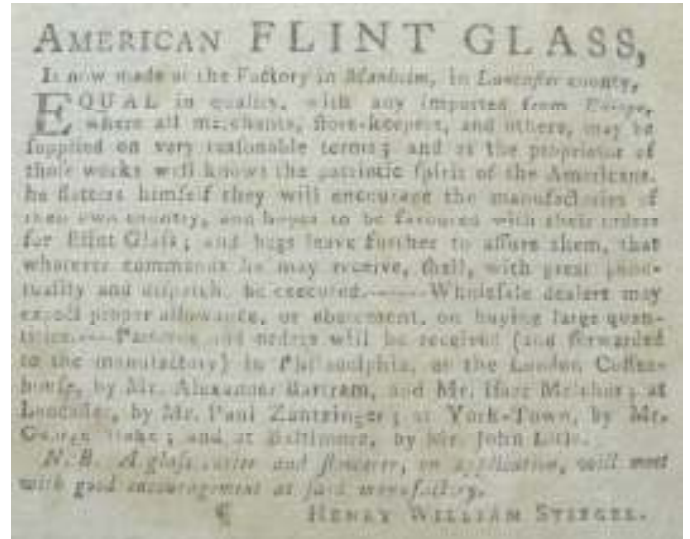 AMERICAN FLINT GLASS,
Is now made at the Factory in Manheim, in Lancaster county,
EQUAL in quality, with any imported from Europe,
where all merchants, store-keepers, and others, may be
supplied on very reasonable terms; and as the proprietor of
those works well knows the patriotic spirit of the Americans,
he flatters himself they will encourage the manufactories of
their own country, and hopes to be favoured with their orders
for Flint Glass; and begs leave further to assure them, that
whatever commands he may receive, shall, with great punc-
tuality and dispatch, be executed.------Wholesale dealers may
expect proper allowance, or abatement, on buying large quan-
tities.---Patterns and orders will be received (and forwarded
to the manufactory) in Philadelphia, at the London Coffee-
house, by Mr. Alexander Bartram, and Mr. Isaac Melcher; at
Lancaster, by Mr. Paul Zantzinger; at York-Town, by Mr.
George and at Baltimore, by Mr. John
N. B. A glass cutter and flowerer, on application, will meet
with good encouragement at said manufactory.
HENRY WILLIAM STIEGEL.